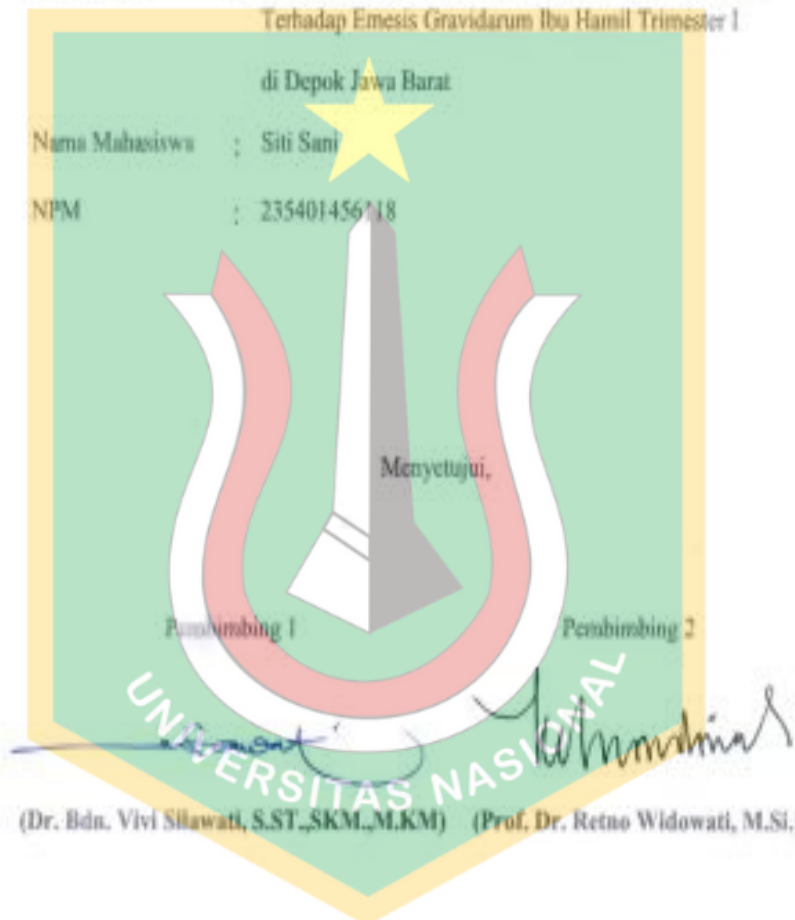 Terhadap Emesis Gravidarum Ibu Hamil Trimester I
di Depok Jawa Barat
Nama Mahasiswa : Siti Sani
NPM : 235401456118
Menyetujui,
Pembimbing 1 Pembimbing 2
UNIVERSITAS NASIONAL
(Dr. Bdn. Vivi Silawati, S.ST.,SKM.,M.KM) (Prof. Dr. Retno Widowati, M.Si.